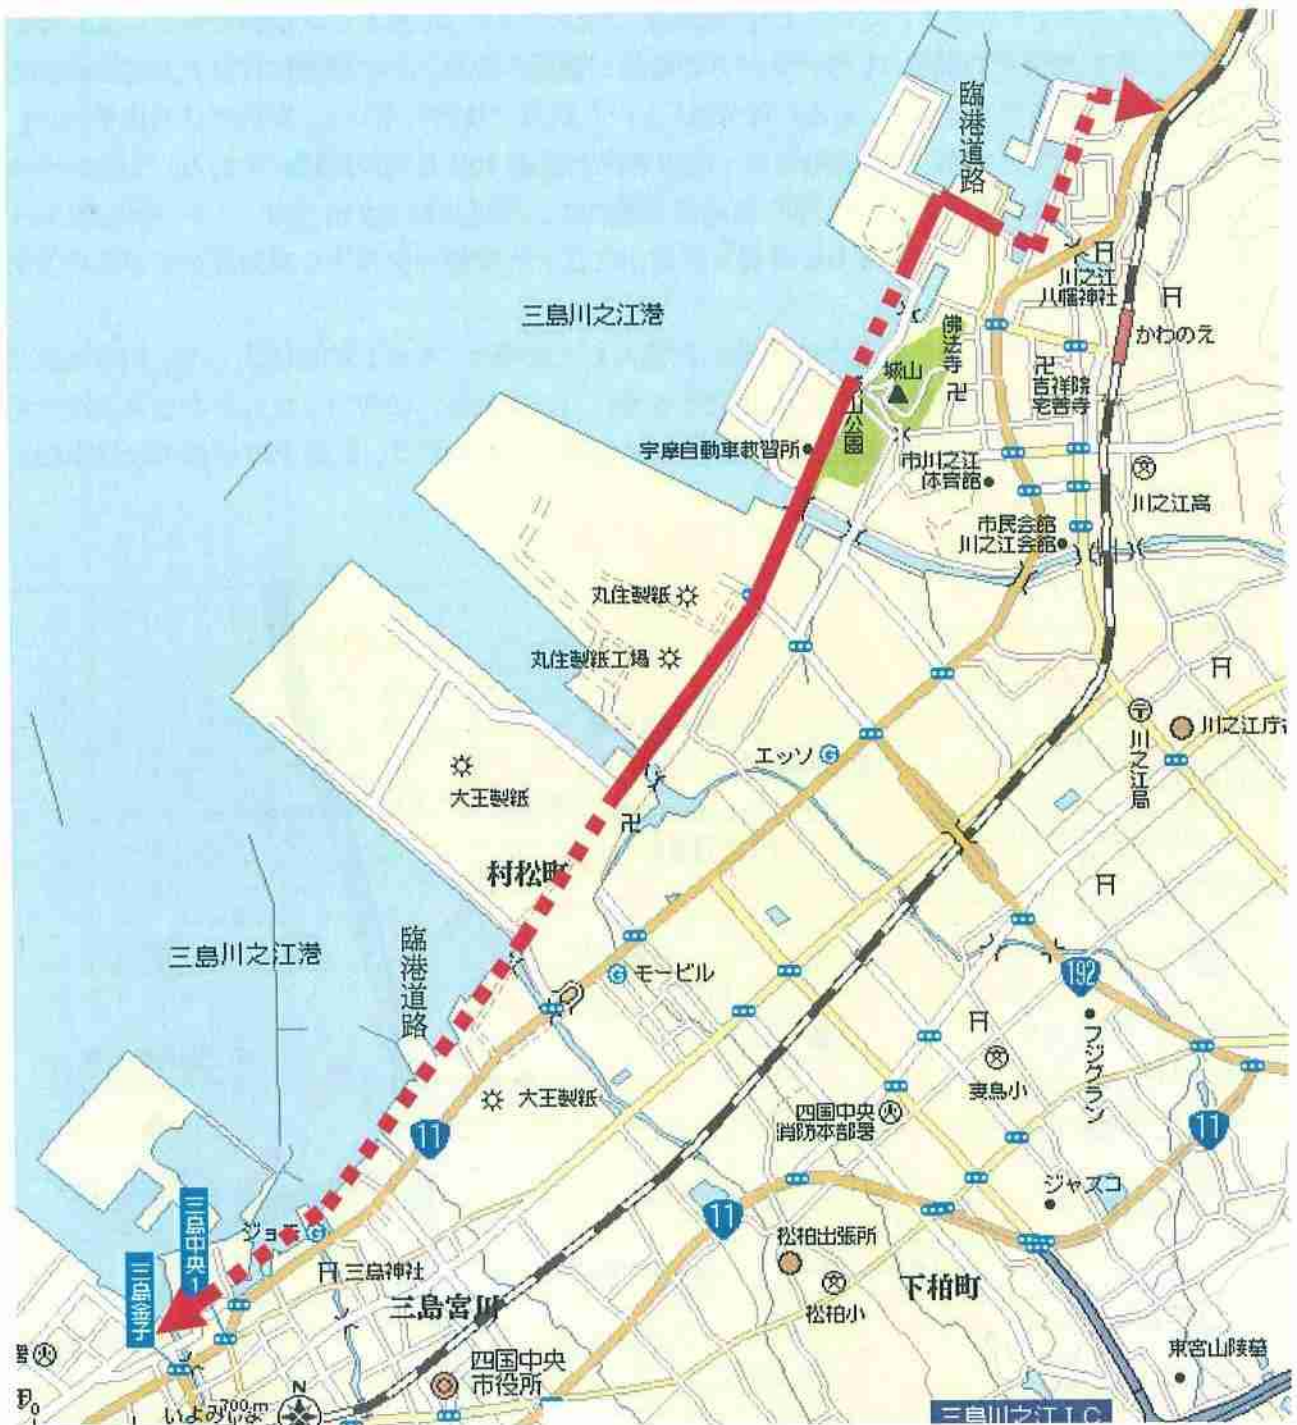 臨港道路
川之江
八幡神社
かわのえ
三島川之江港
佛法寺
城山
吉祥院
宅善寺
山公園
宇摩自動車教習所
市川之江
体育館
川之江高
市民会館
川之江会館
丸住製紙
丸住製紙工場
川之江庁舎
川之江局
エッソ
G
大王製紙
村松町
三島川之江港
臨港道路
モービル
G
192
フジグラン
妻鳥小
大王製紙
四国中央
消防本部署
11
11
11
ジャスコ
三島中央1
三島金子
G
三島神社
三島宮川
松柏出張所
下柏町
松柏小
東宮山陵墓
四国中央
市役所
N
700m
三島川之江IC